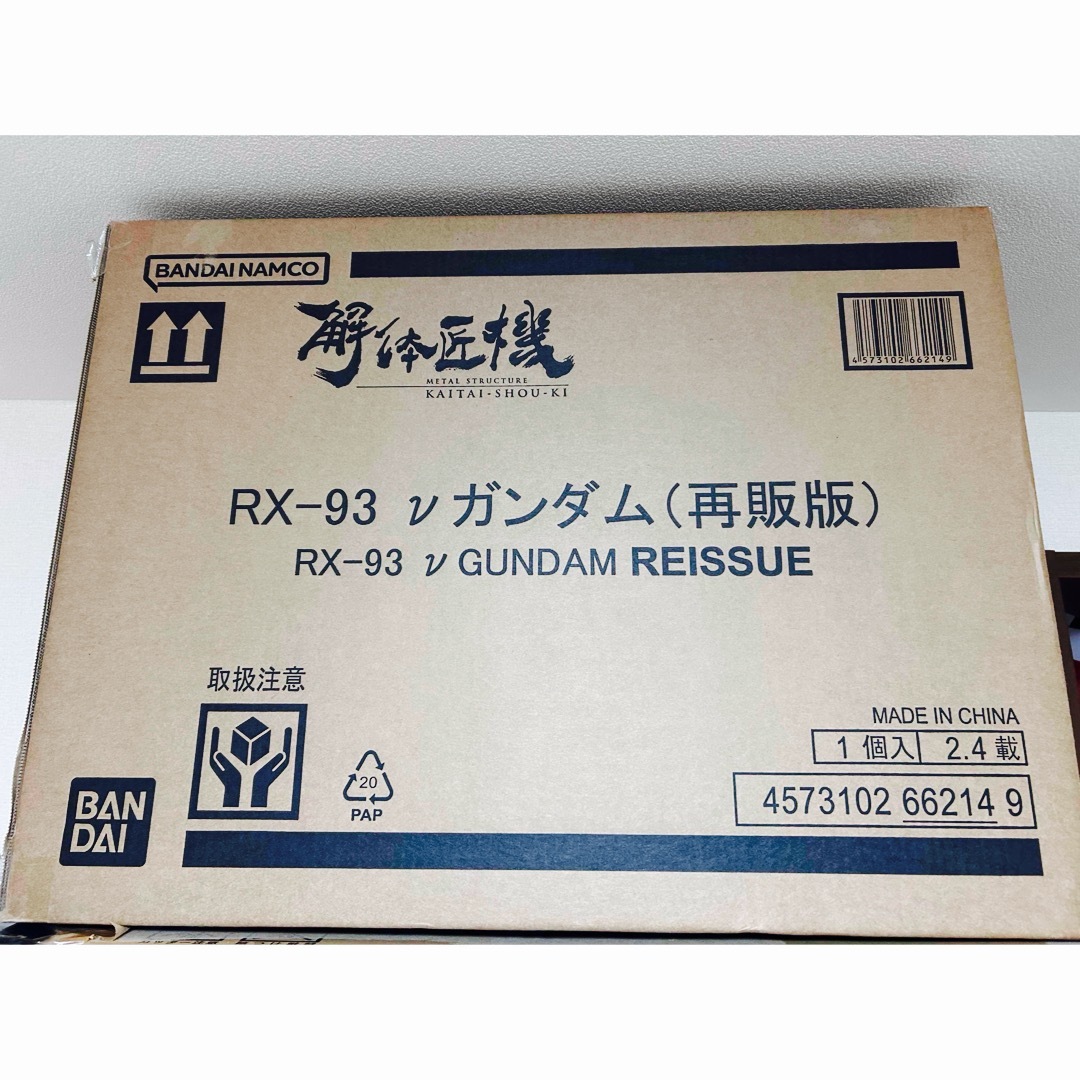 BANDAI NAMCO
解体匠機
METAL STRUCTURE
KAITAI-SHOU-KI
4573102662149
RX-93 νガンダム(再販版)
RX-93 ν GUNDAM REISSUE
取扱注意
20
PAP
MADE IN CHINA
1個入 2.4載
4573102 66214 9
BAN
DAI